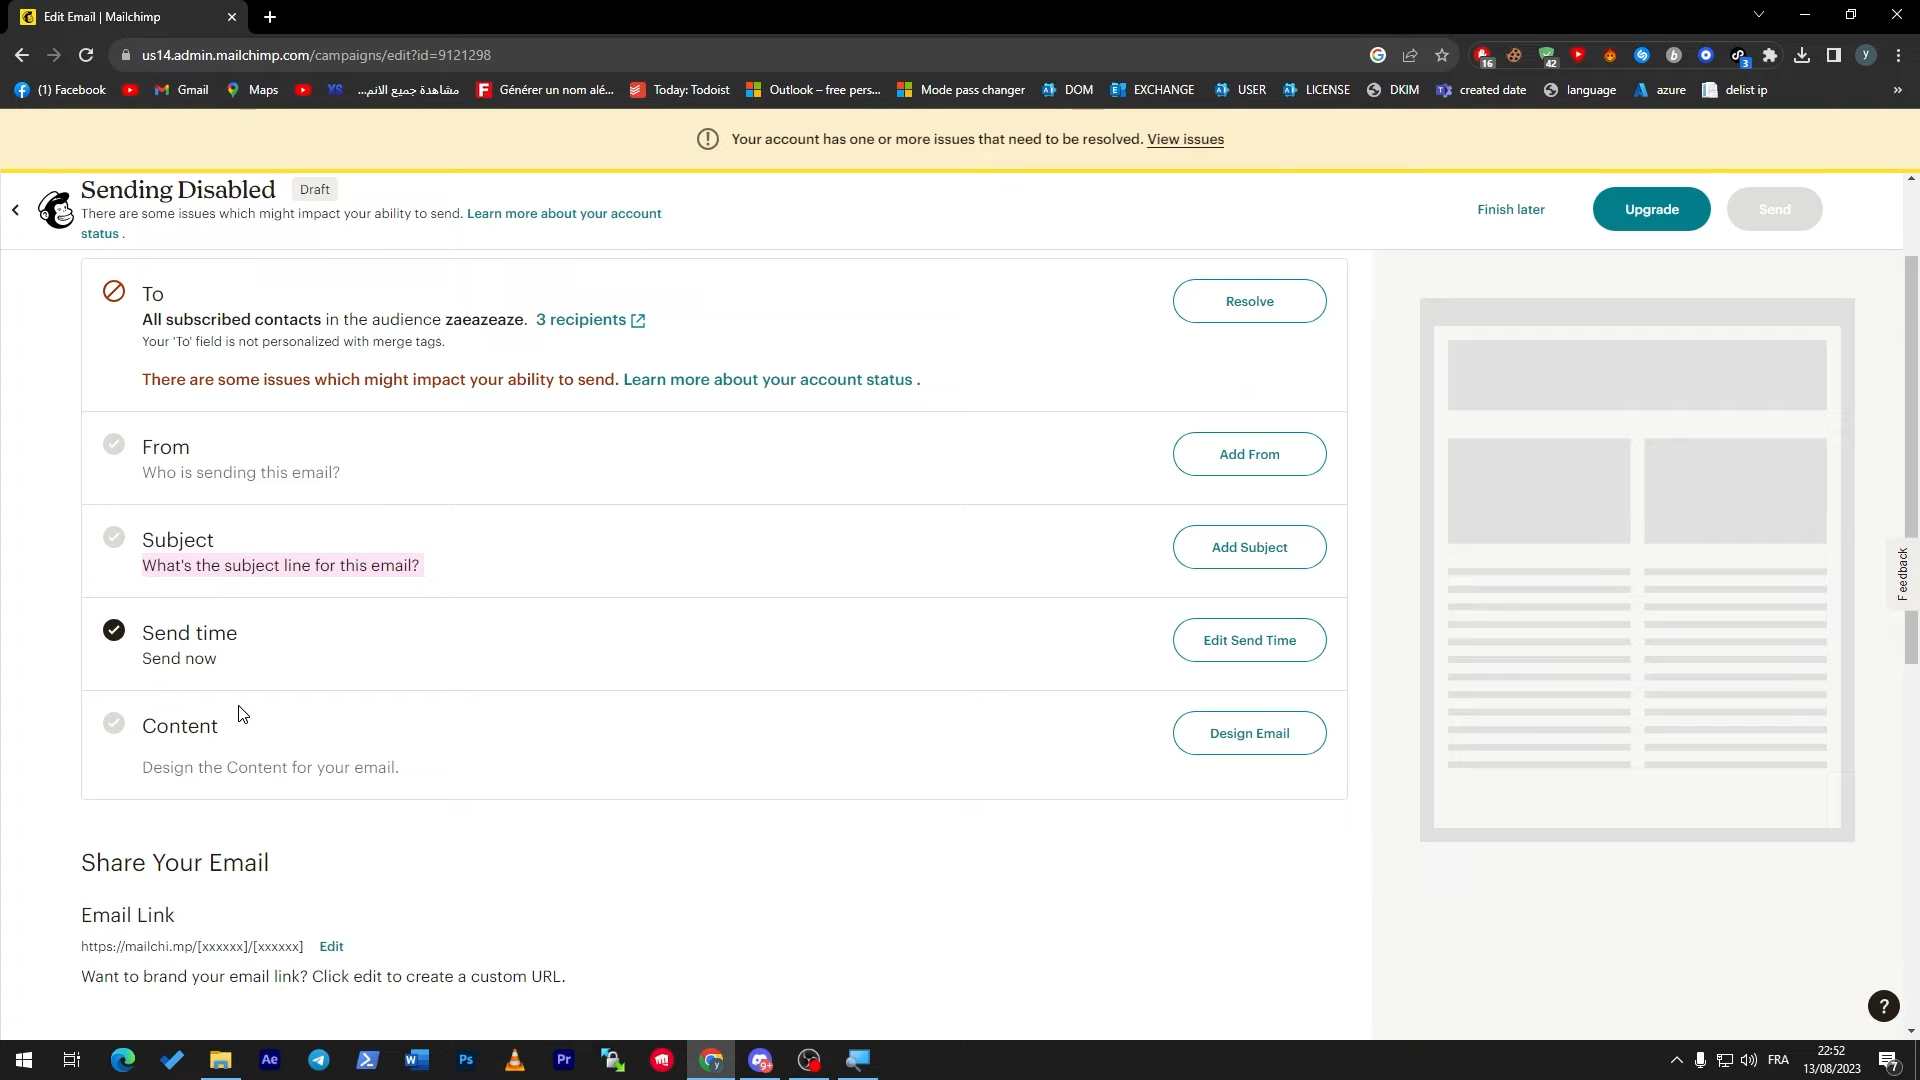 Edit Email | Mailchimp
us14.admin.mailchimp.com/campaigns/edit?id=9121298
16
42
3
y
(1) Facebook
Gmail
Maps
YS
مشاهدة جميع الانم...
Générer un nom alé...
Today: Todoist
Outlook – free pers...
Mode pass changer
DOM
EXCHANGE
USER
LICENSE
DKIM
created date
language
azure
delist ip
Your account has one or more issues that need to be resolved. View issues
Sending Disabled
Draft
There are some issues which might impact your ability to send. Learn more about your account
status .
Finish later
Upgrade
Send
To
All subscribed contacts in the audience zaeazeaze. 3 recipients
Your 'To' field is not personalized with merge tags.
There are some issues which might impact your ability to send. Learn more about your account status .
Resolve
From
Who is sending this email?
Add From
Subject
What's the subject line for this email?
Add Subject
Send time
Send now
Edit Send Time
Content
Design the Content for your email.
Design Email
Feedback
Share Your Email
Email Link
https://mailchi.mp/[xxxxxx]/[xxxxxx] Edit
Want to brand your email link? Click edit to create a custom URL.
?
Ae
W
Ps
Pr
9+
FRA
22:52
13/08/2023
7